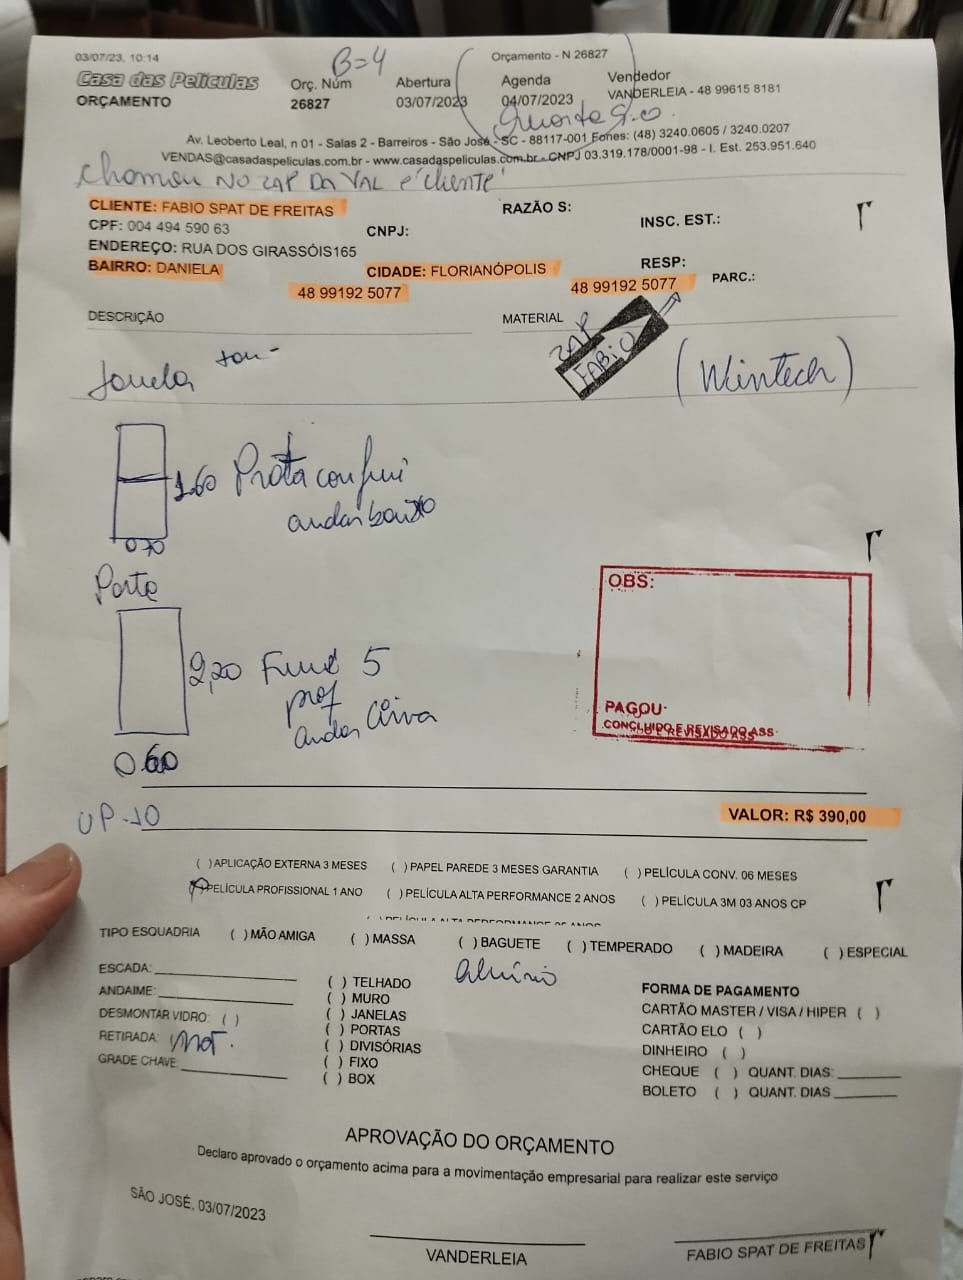 03/07/23, 10:14
Orçamento - N 26827
B=4
Casa das Películas Orç. Núm Abertura Agenda Vendedor
ORÇAMENTO 26827 03/07/2023 04/07/2023 VANDERLEIA - 48 99615 8181
Av. Leoberto Leal, n 01 - Salas 2 - Barreiros - São José - SC - 88117-001 Fones: (48) 3240.0605 / 3240.0207
VENDAS@casadaspeliculas.com.br - www.casadaspeliculas.com.br - CNPJ 03.319.178/0001-98 - I. Est. 253.951.640
chamou NO ZAP DA VAL é cliente
CLIENTE: FABIO SPAT DE FREITAS RAZÃO S: INSC. EST.:
CPF: 004 494 590 63 CNPJ:
ENDEREÇO: RUA DOS GIRASSÓIS165
BAIRRO: DANIELA CIDADE: FLORIANÓPOLIS RESP:
48 99192 5077 48 99192 5077 PARC.:
DESCRIÇÃO MATERIAL
ZAP
FABIO
Janela (Wintech)
1.60
andar baixo
0,70
Porta
2,20 5
prof
andar Cima
0.60
UP-10
VALOR: R$ 390,00
OBS:
PAGOU
CONCLUIDO E REVISADO ASS
( )APLICAÇÃO EXTERNA 3 MESES ( ) PAPEL PAREDE 3 MESES GARANTIA ( ) PELÍCULA CONV. 06 MESES
( )PELÍCULA PROFISSIONAL 1 ANO ( ) PELÍCULA ALTA PERFORMANCE 2 ANOS ( ) PELÍCULA 3M 03 ANOS CP
TIPO ESQUADRIA ( ) MÃO AMIGA ( ) MASSA ( ) BAGUETE ( ) TEMPERADO ( ) MADEIRA ( ) ESPECIAL
ESCADA:
ANDAIME:
DESMONTAR VIDRO: ( )
RETIRADA:
GRADE CHAVE:
( ) TELHADO
( ) MURO
( ) JANELAS
( ) PORTAS
( ) DIVISÓRIAS
( ) FIXO
( ) BOX
FORMA DE PAGAMENTO
CARTÃO MASTER / VISA / HIPER ( )
CARTÃO ELO ( )
DINHEIRO ( )
CHEQUE ( ) QUANT. DIAS:
BOLETO ( ) QUANT. DIAS
APROVAÇÃO DO ORÇAMENTO
Declaro aprovado o orçamento acima para a movimentação empresarial para realizar este serviço
SÃO JOSÉ, 03/07/2023
VANDERLEIA
FABIO SPAT DE FREITAS